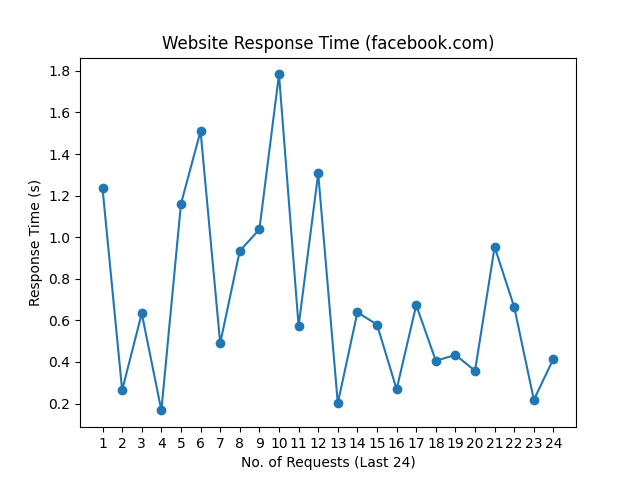 Website Response Time (facebook.com)
Response Time (s)
1.8
1.6
1.4
1.2
1.0
0.8
0.6
0.4
0.2
1 2 3 4 5 6 7 8 9 10 11 12 13 14 15 16 17 18 19 20 21 22 23 24
No. of Requests (Last 24)